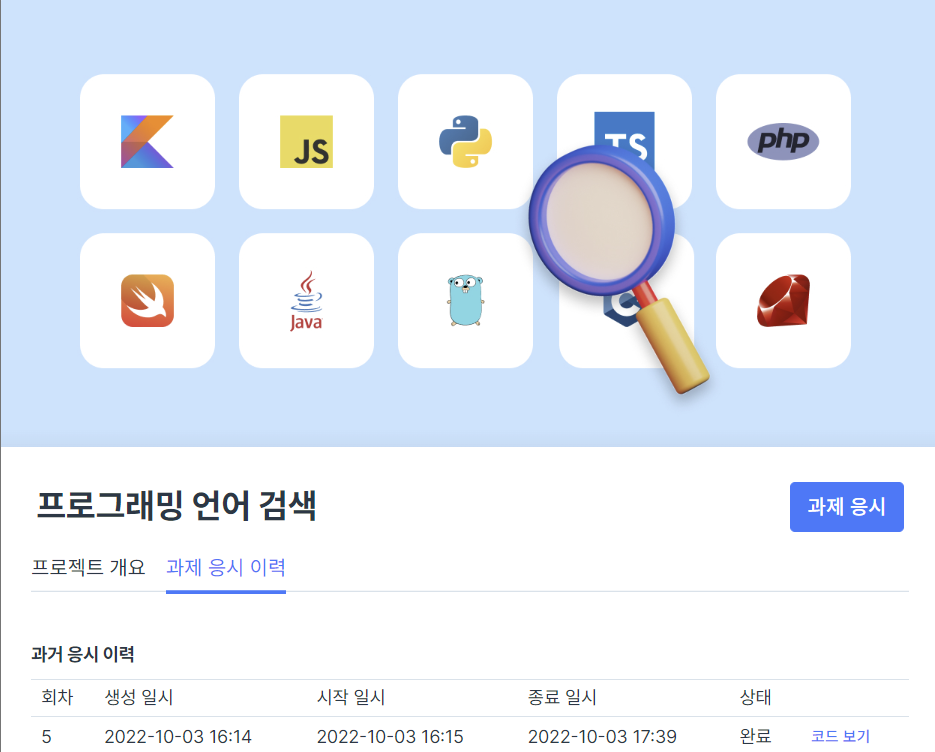 JS
TS
php
Java
C
프로그래밍 언어 검색
과제 응시
프로젝트 개요
과제 응시 이력
과거 응시 이력
회차 생성 일시 시작 일시 종료 일시 상태
5 2022-10-03 16:14 2022-10-03 16:15 2022-10-03 17:39 완료 코드 보기